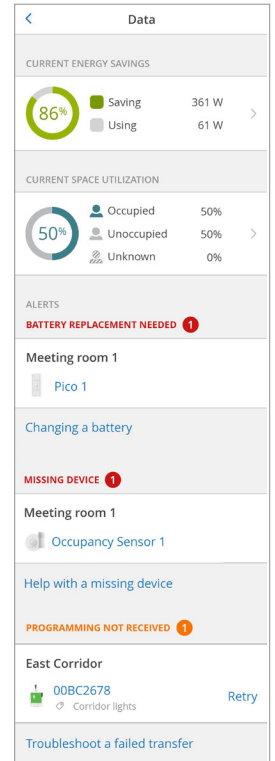 Data
CURRENT ENERGY SAVINGS
86%
Saving 361 W
Using 61 W
CURRENT SPACE UTILIZATION
50%
Occupied 50%
Unoccupied 50%
Unknown 0%
ALERTS
BATTERY REPLACEMENT NEEDED 1
Meeting room 1
Pico 1
Changing a battery
MISSING DEVICE 1
Meeting room 1
Occupancy Sensor 1
Help with a missing device
PROGRAMMING NOT RECEIVED 1
East Corridor
00BC2678
Corridor lights
Retry
Troubleshoot a failed transfer